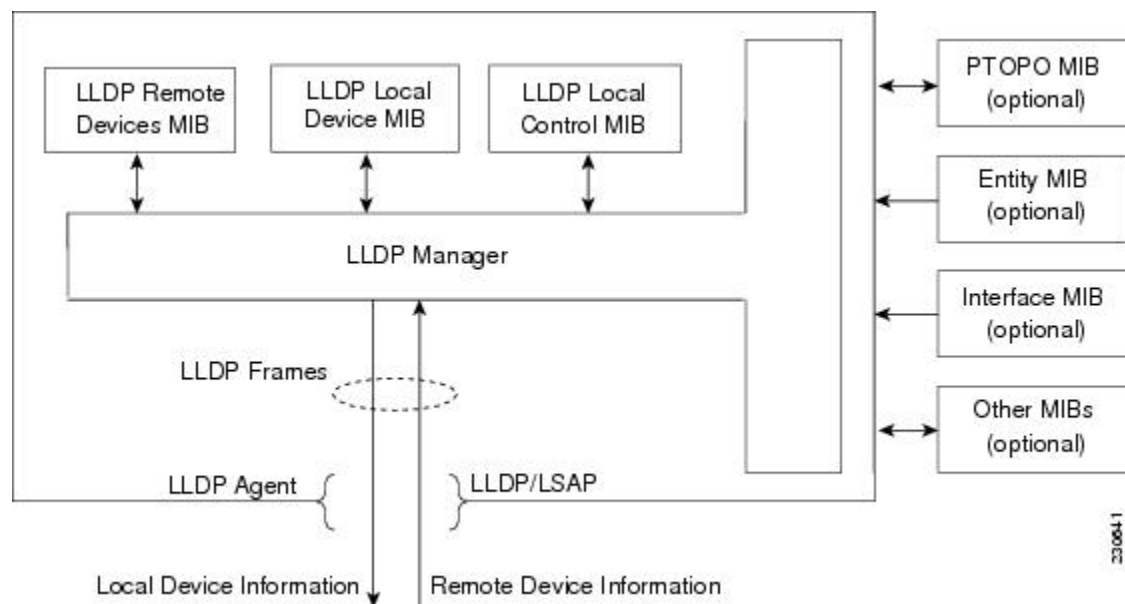 LLDP Remote
Devices MIB
LLDP Local
Device MIB
LLDP Local
Control MIB
PTOPO MIB
(optional)
Entity MIB
(optional)
LLDP Manager
Interface MIB
(optional)
LLDP Frames
Other MIBs
(optional)
LLDP Agent
LLDP/LSAP
230641
Local Device Information
Remote Device Information